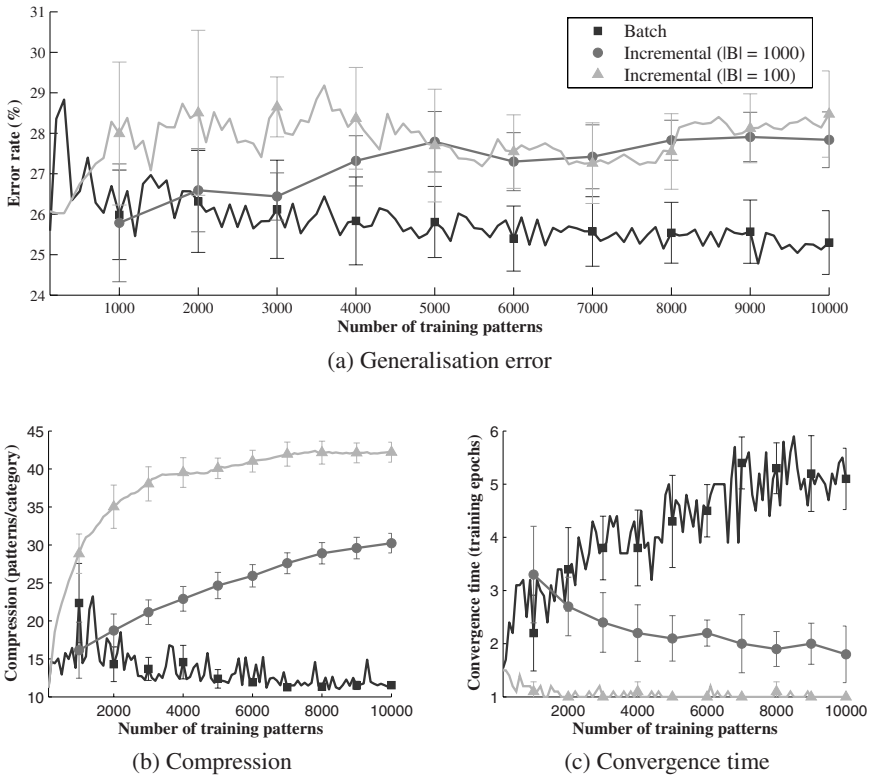 31
30
29
28
27
26
25
24
Error rate (%)
Batch
Incremental (|B| = 1000)
Incremental (|B| = 100)
1000 2000 3000 4000 5000 6000 7000 8000 9000 10000
Number of training patterns
(a) Generalisation error
45
40
35
30
25
20
15
10
Compression (patterns/category)
2000 4000 6000 8000 10000
Number of training patterns
(b) Compression
6
5
4
3
2
1
Convergence time (training epochs)
2000 4000 6000 8000 10000
Number of training patterns
(c) Convergence time